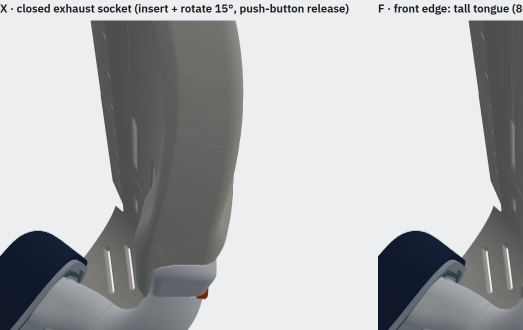 X · closed exhaust socket (insert + rotate 15°, push-button release)
F · front edge: tall tongue (8